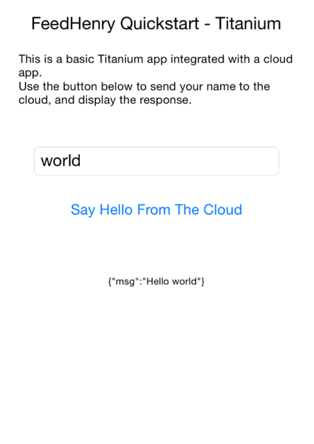 FeedHenry Quickstart - Titanium
This is a basic Titanium app integrated with a cloud
app.
Use the button below to send your name to the
cloud, and display the response.
world
Say Hello From The Cloud
{"msg":"Hello world"}